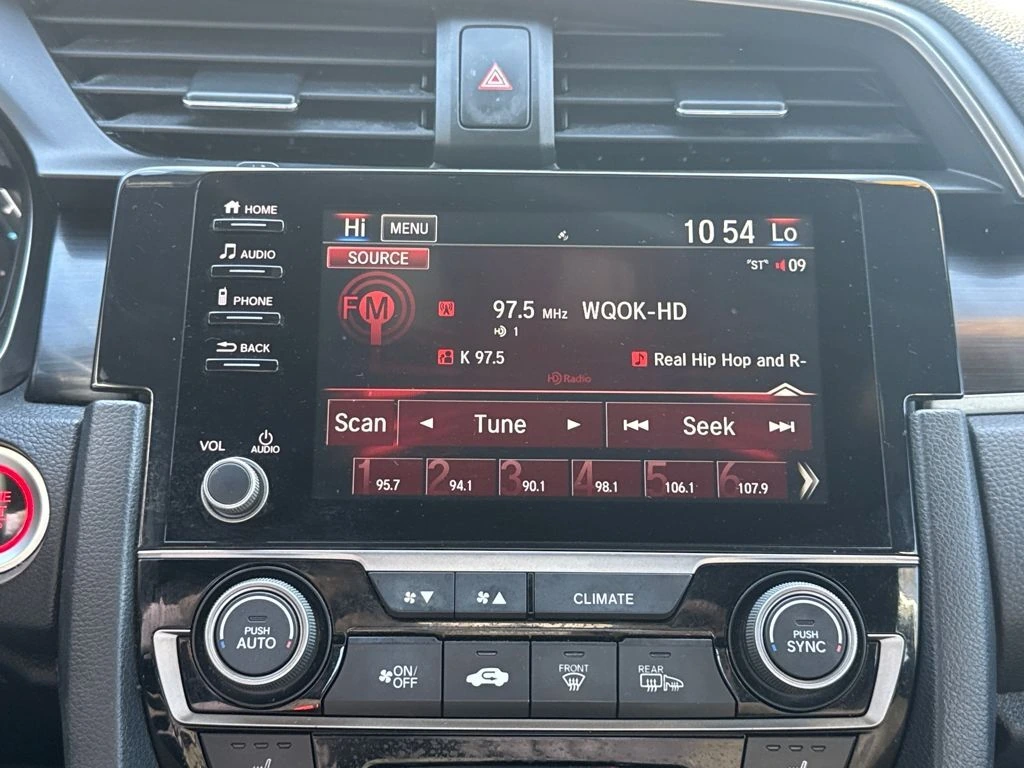 HOME
AUDIO
PHONE
BACK
VOL
AUDIO
Hi MENU 10 54 Lo
SOURCE
"ST" 09
FM 97.5 MHz WQOK-HD
HD 1
K 97.5 Real Hip Hop and R-
HD Radio
Scan Tune Seek
1 95.7 2 94.1 3 90.1 4 98.1 5 106.1 6 107.9
CLIMATE
PUSH
AUTO
ON/
OFF
FRONT
REAR
PUSH
SYNC